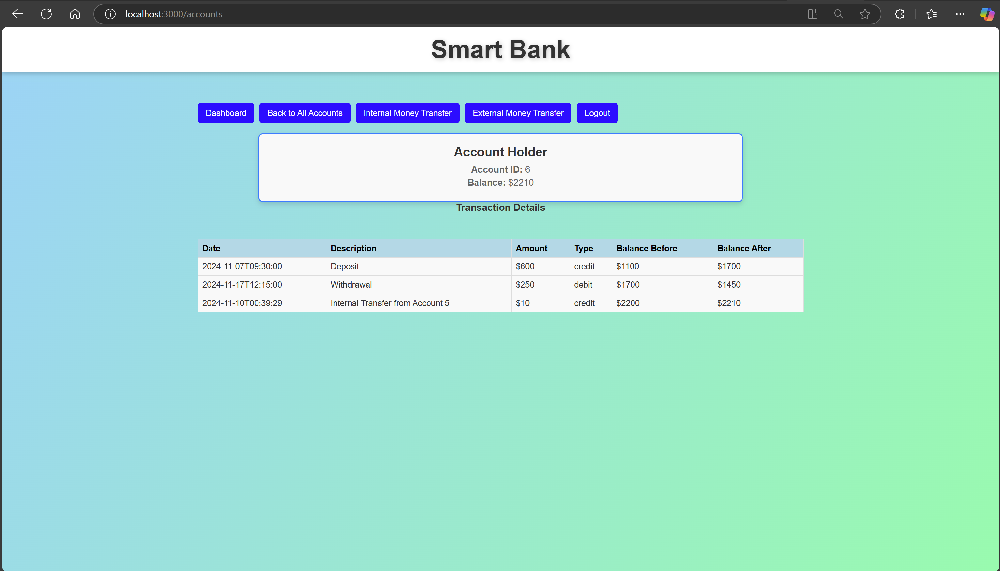 localhost:3000/accounts
Smart Bank
Dashboard Back to All Accounts Internal Money Transfer External Money Transfer Logout
Account Holder
Account ID: 6
Balance: $2210
Transaction Details
Date Description Amount Type Balance Before Balance After
2024-11-07T09:30:00 Deposit $600 credit $1100 $1700
2024-11-17T12:15:00 Withdrawal $250 debit $1700 $1450
2024-11-10T00:39:29 Internal Transfer from Account 5 $10 credit $2200 $2210